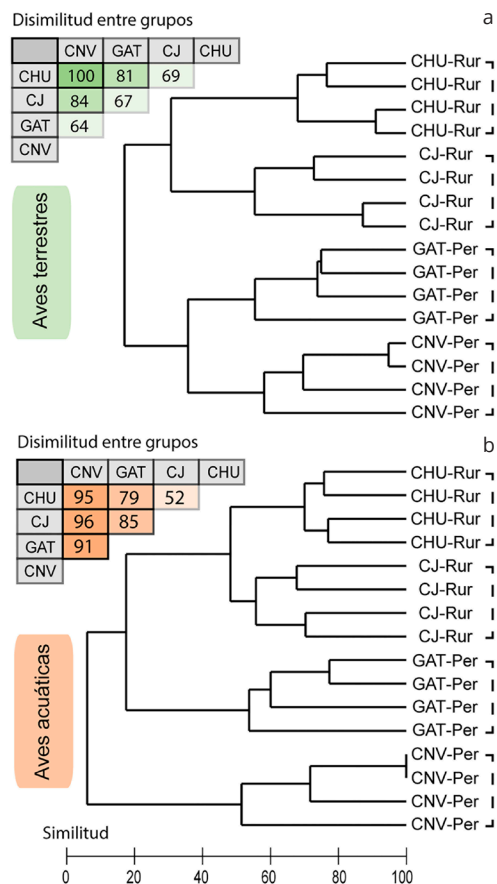 Disimilitud entre grupos
a
CNV GAT CJ CHU
CHU 100 81 69
CJ 84 67
GAT 64
CNV
Aves terrestres
CHU-Rur
CHU-Rur
CHU-Rur
CHU-Rur
CJ-Rur
CJ-Rur
CJ-Rur
CJ-Rur
GAT-Per
GAT-Per
GAT-Per
GAT-Per
CNV-Per
CNV-Per
CNV-Per
CNV-Per
Disimilitud entre grupos
b
CNV GAT CJ CHU
CHU 95 79 52
CJ 96 85
GAT 91
CNV
Aves acuáticas
CHU-Rur
CHU-Rur
CHU-Rur
CHU-Rur
CJ-Rur
CJ-Rur
CJ-Rur
CJ-Rur
GAT-Per
GAT-Per
GAT-Per
GAT-Per
CNV-Per
CNV-Per
CNV-Per
CNV-Per
Similitud
0 20 40 60 80 100